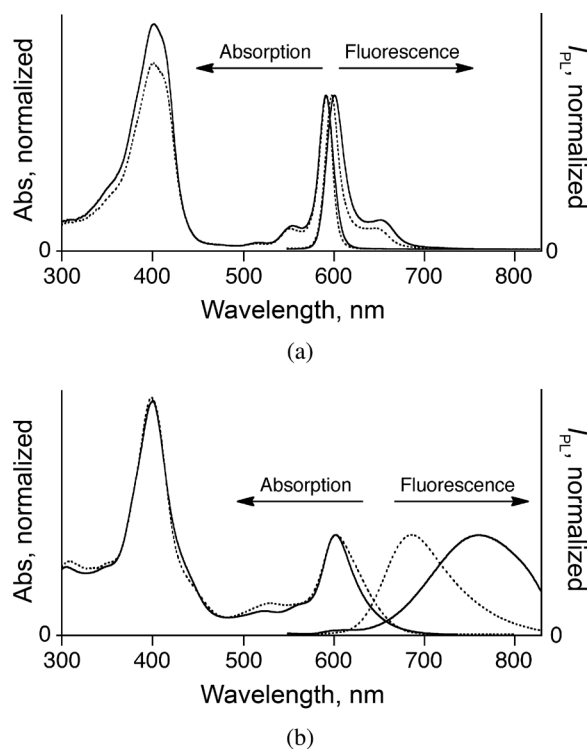 Absorption Fluorescence
Abs, normalized
I_PL, normalized
0 0
300 400 500 600 700 800
Wavelength, nm
(a)
Absorption Fluorescence
Abs, normalized
I_PL, normalized
0 0
300 400 500 600 700 800
Wavelength, nm
(b)